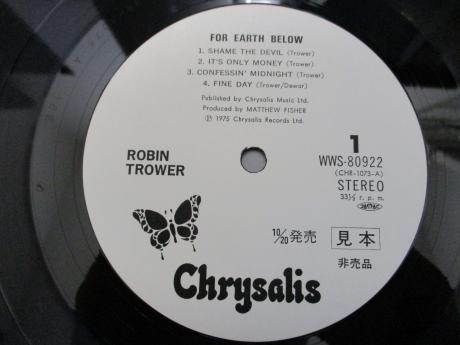 FOR EARTH BELOW
1. SHAME THE DEVIL (Trower)
2. IT'S ONLY MONEY (Trower)
3. CONFESSIN' MIDNIGHT (Trower)
4. FINE DAY (Trower/Dewar)
Published by Chrysalis Music Ltd.
Produced by MATTHEW FISHER
Ⓟ 1975 Chrysalis Records Ltd.
ROBIN
TROWER
1
WWS-80922
(CHR-1073-A)
STEREO
33⅓ r. p. m.
10/20 発売
見本
非売品
Chrysalis